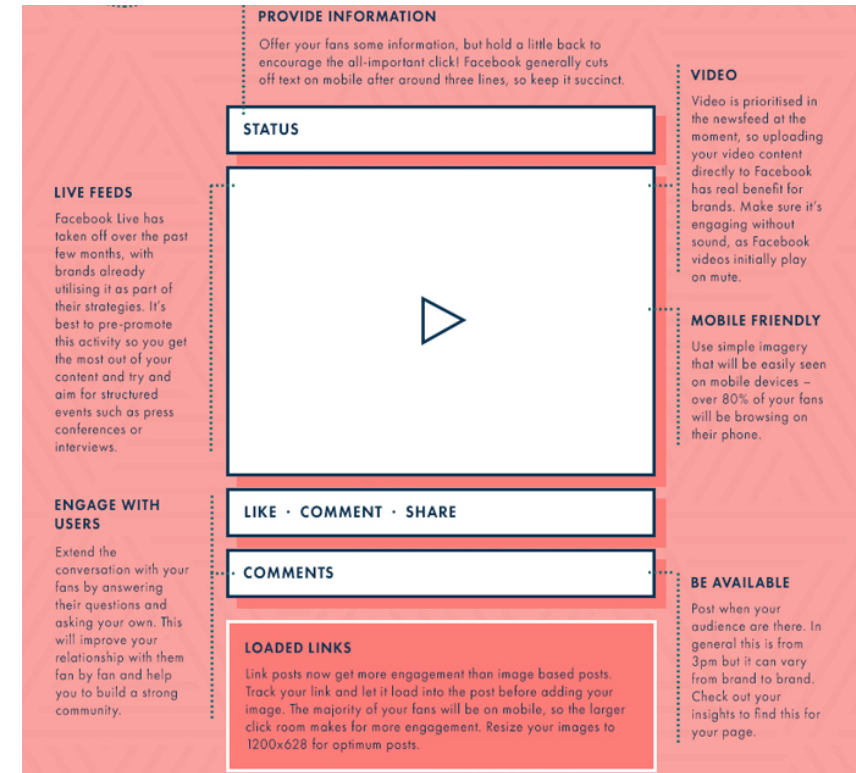 PROVIDE INFORMATION
Offer your fans some information, but hold a little back to
encourage the all-important click! Facebook generally cuts
off text on mobile after around three lines, so keep it succinct.
STATUS
VIDEO
Video is prioritised in
the newsfeed at the
moment, so uploading
your video content
directly to Facebook
has real benefit for
brands. Make sure it's
engaging without
sound, as Facebook
videos initially play
on mute.
LIVE FEEDS
Facebook Live has
taken off over the past
few months, with
brands already
utilising it as part of
their strategies. It's
best to pre-promote
this activity so you get
the most out of your
content and try and
aim for structured
events such as press
conferences or
interviews.
MOBILE FRIENDLY
Use simple imagery
that will be easily seen
on mobile devices –
over 80% of your fans
will be browsing on
their phone.
LIKE · COMMENT · SHARE
ENGAGE WITH
USERS
Extend the
conversation with your
fans by answering
their questions and
asking your own. This
will improve your
relationship with them
fan by fan and help
you to build a strong
community.
COMMENTS
BE AVAILABLE
Post when your
audience are there. In
general this is from
3pm but it can vary
from brand to brand.
Check out your
insights to find this for
your page.
LOADED LINKS
Link posts now get more engagement than image based posts.
Track your link and let it load into the post before adding your
image. The majority of your fans will be on mobile, so the larger
click room makes for more engagement. Resize your images to
1200x628 for optimum posts.